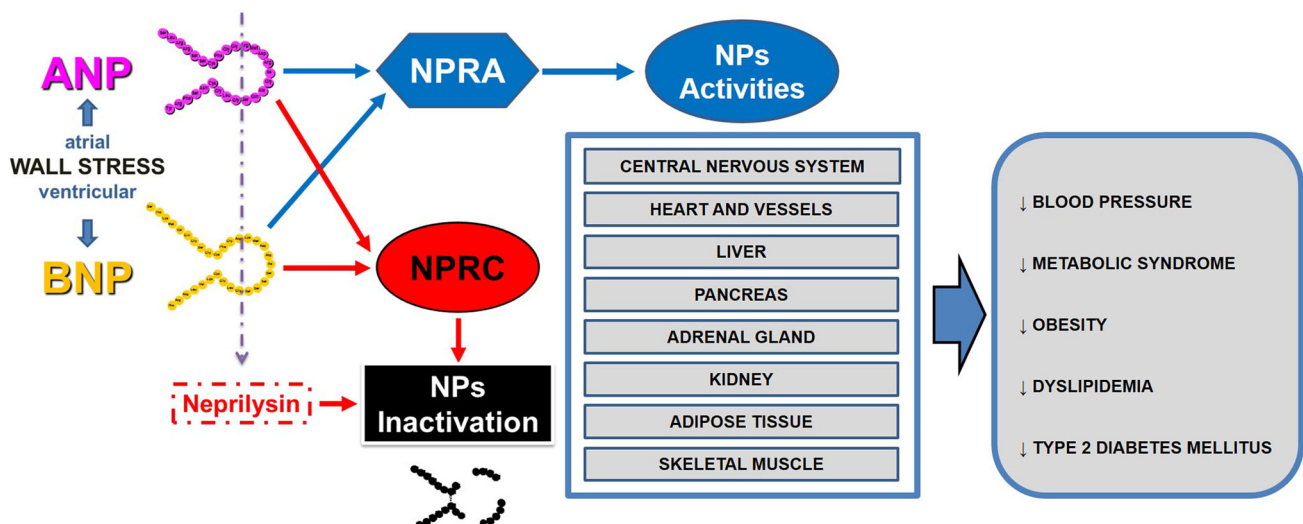 ANP
atrial
WALL STRESS
ventricular
BNP
NPRA
NPs
Activities
NPRC
Neprilysin
NPs
Inactivation
CENTRAL NERVOUS SYSTEM
HEART AND VESSELS
LIVER
PANCREAS
ADRENAL GLAND
KIDNEY
ADIPOSE TISSUE
SKELETAL MUSCLE
↓ BLOOD PRESSURE
↓ METABOLIC SYNDROME
↓ OBESITY
↓ DYSLIPIDEMIA
↓ TYPE 2 DIABETES MELLITUS